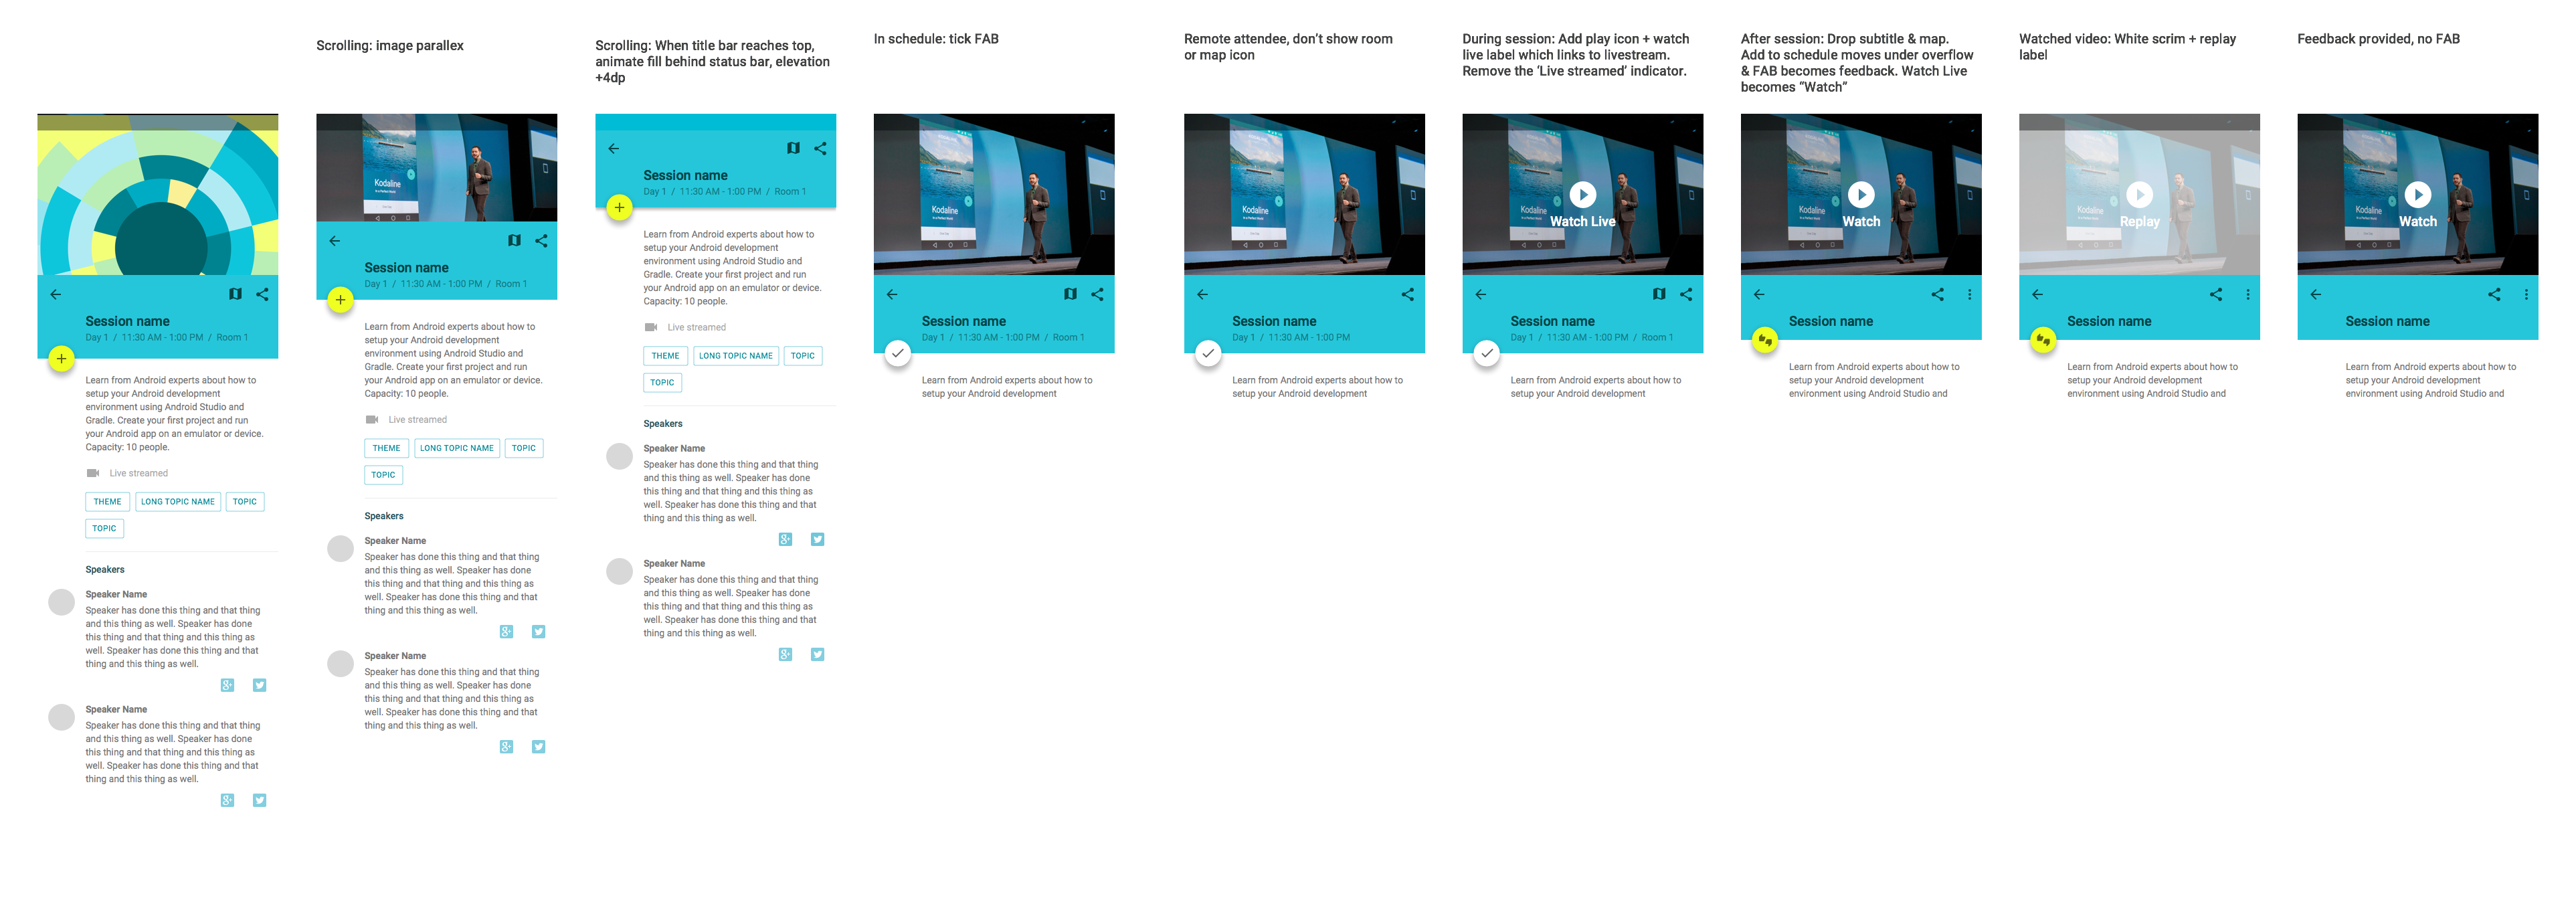 Session name
Day 1 / 11:30 AM - 1:00 PM / Room 1
Learn from Android experts about how to
setup your Android development
environment using Android Studio and
Gradle. Create your first project and run
your Android app on an emulator or device.
Capacity: 10 people.
Live streamed
THEME LONG TOPIC NAME TOPIC
TOPIC
Speakers
Speaker Name
Speaker has done this thing and that thing
and this thing as well. Speaker has done
this thing and that thing and this thing as
well. Speaker has done this thing and that
thing and this thing as well.
g+
Speaker Name
Speaker has done this thing and that thing
and this thing as well. Speaker has done
this thing and that thing and this thing as
well. Speaker has done this thing and that
thing and this thing as well.
g+
Scrolling: image parallex
Kodaline
Session name
Day 1 / 11:30 AM - 1:00 PM / Room 1
Learn from Android experts about how to
setup your Android development
environment using Android Studio and
Gradle. Create your first project and run
your Android app on an emulator or device.
Capacity: 10 people.
Live streamed
THEME LONG TOPIC NAME TOPIC
TOPIC
Speakers
Speaker Name
Speaker has done this thing and that thing
and this thing as well. Speaker has done
this thing and that thing and this thing as
well. Speaker has done this thing and that
thing and this thing as well.
g+
Speaker Name
Speaker has done this thing and that thing
and this thing as well. Speaker has done
this thing and that thing and this thing as
well. Speaker has done this thing and that
thing and this thing as well.
g+
Scrolling: When title bar reaches top,
animate fill behind status bar, elevation
+4dp
Session name
Day 1 / 11:30 AM - 1:00 PM / Room 1
Learn from Android experts about how to
setup your Android development
environment using Android Studio and
Gradle. Create your first project and run
your Android app on an emulator or device.
Capacity: 10 people.
Live streamed
THEME LONG TOPIC NAME TOPIC
TOPIC
Speakers
Speaker Name
Speaker has done this thing and that thing
and this thing as well. Speaker has done
this thing and that thing and this thing as
well. Speaker has done this thing and that
thing and this thing as well.
g+
Speaker Name
Speaker has done this thing and that thing
and this thing as well. Speaker has done
this thing and that thing and this thing as
well. Speaker has done this thing and that
thing and this thing as well.
g+
In schedule: tick FAB
Kodaline
Session name
Day 1 / 11:30 AM - 1:00 PM / Room 1
Learn from Android experts about how to
setup your Android development
Remote attendee, don’t show room
or map icon
Kodaline
Session name
Day 1 / 11:30 AM - 1:00 PM
Learn from Android experts about how to
setup your Android development
During session: Add play icon + watch
live label which links to livestream.
Remove the ‘Live streamed’ indicator.
Kodaline
Watch Live
Session name
Day 1 / 11:30 AM - 1:00 PM / Room 1
Learn from Android experts about how to
setup your Android development
After session: Drop subtitle & map.
Add to schedule moves under overflow
& FAB becomes feedback. Watch Live
becomes “Watch”
Kodaline
Watch
Session name
Learn from Android experts about how to
setup your Android development
environment using Android Studio and
Watched video: White scrim + replay
label
Kodaline
Replay
Session name
Learn from Android experts about how to
setup your Android development
environment using Android Studio and
Feedback provided, no FAB
Kodaline
Watch
Session name
Learn from Android experts about how to
setup your Android development
environment using Android Studio and